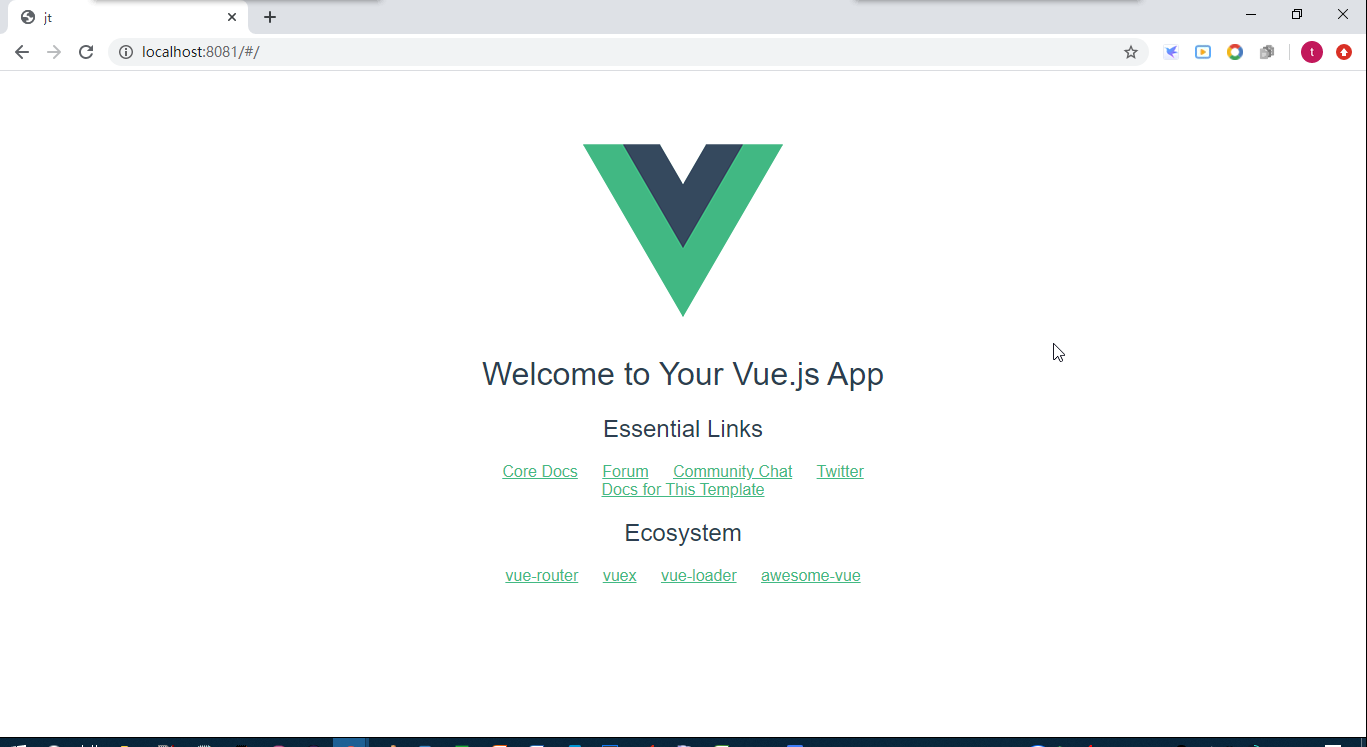 jt
localhost:8081/#/
t
Welcome to Your Vue.js App
Essential Links
Core Docs Forum Community Chat Twitter
Docs for This Template
Ecosystem
vue-router vuex vue-loader awesome-vue